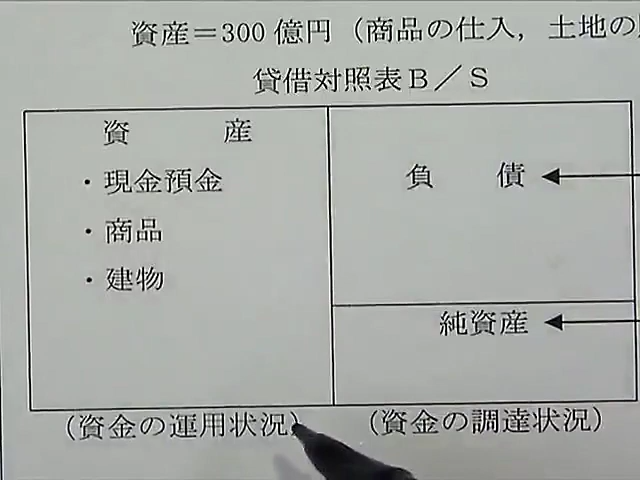 資産＝300億円（商品の仕入，土地の
貸借対照表Ｂ／Ｓ
資　産
・現金預金
・商品
・建物
負　債
純資産
（資金の運用状況）
（資金の調達状況）